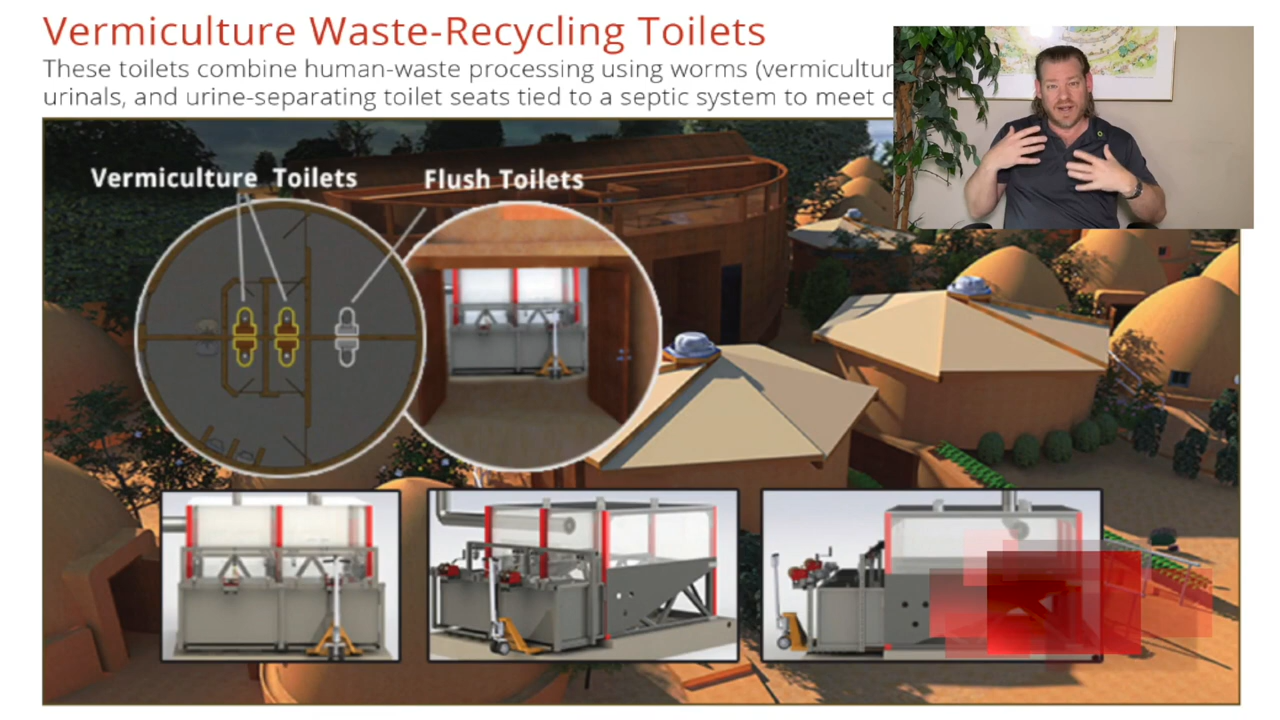 Vermiculture Waste-Recycling Toilets
These toilets combine human-waste processing using worms
urinals, and urine-separating toilet seats tied to a septic system to meet
Vermiculture Toilets
Flush Toilets